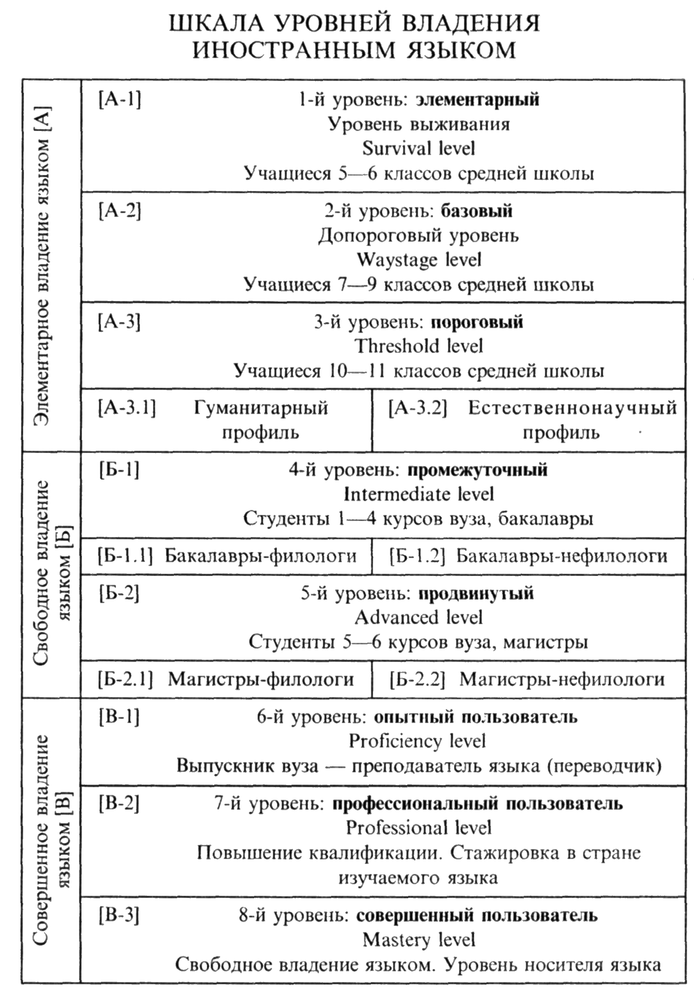 ШКАЛА УРОВНЕЙ ВЛАДЕНИЯ
ИНОСТРАННЫМ ЯЗЫКОМ
Элементарное владение языком [А]
[А-1] 1-й уровень: элементарный
Уровень выживания
Survival level
Учащиеся 5—6 классов средней школы
[А-2] 2-й уровень: базовый
Допороговый уровень
Waystage level
Учащиеся 7—9 классов средней школы
[А-3] 3-й уровень: пороговый
Threshold level
Учащиеся 10—11 классов средней школы
[А-3.1] Гуманитарный
профиль
[А-3.2] Естественнонаучный
профиль
Свободное владение
языком [Б]
[Б-1] 4-й уровень: промежуточный
Intermediate level
Студенты 1—4 курсов вуза, бакалавры
[Б-1.1] Бакалавры-филологи
[Б-1.2] Бакалавры-нефилологи
[Б-2] 5-й уровень: продвинутый
Advanced level
Студенты 5—6 курсов вуза, магистры
[Б-2.1] Магистры-филологи
[Б-2.2] Магистры-нефилологи
Совершенное владение
языком [В]
[В-1] 6-й уровень: опытный пользователь
Proficiency level
Выпускник вуза — преподаватель языка (переводчик)
[В-2] 7-й уровень: профессиональный пользователь
Professional level
Повышение квалификации. Стажировка в стране
изучаемого языка
[В-3] 8-й уровень: совершенный пользователь
Mastery level
Свободное владение языком. Уровень носителя языка